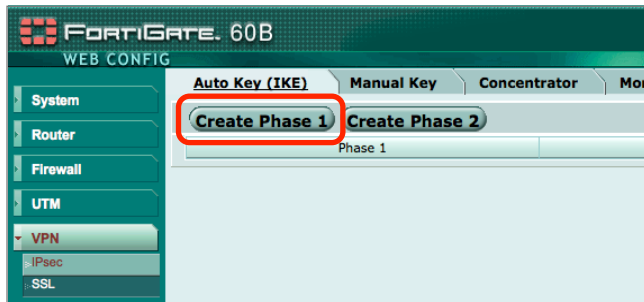 FORTIGATE. 60B
WEB CONFIG
Auto Key (IKE) Manual Key Concentrator Mo
Create Phase 1 Create Phase 2
Phase 1
System
Router
Firewall
UTM
VPN
IPsec
SSL